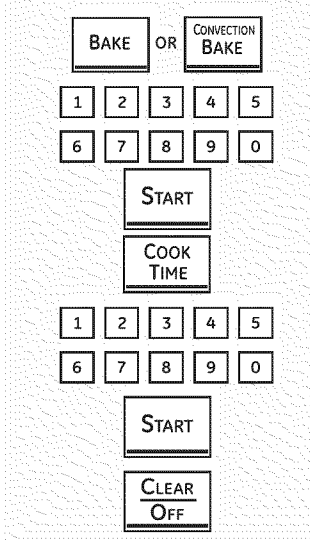 BAKE OR CONVECTION BAKE
1 2 3 4 5
6 7 8 9 0
START
COOK
TIME
1 2 3 4 5
6 7 8 9 0
START
CLEAR
OFF